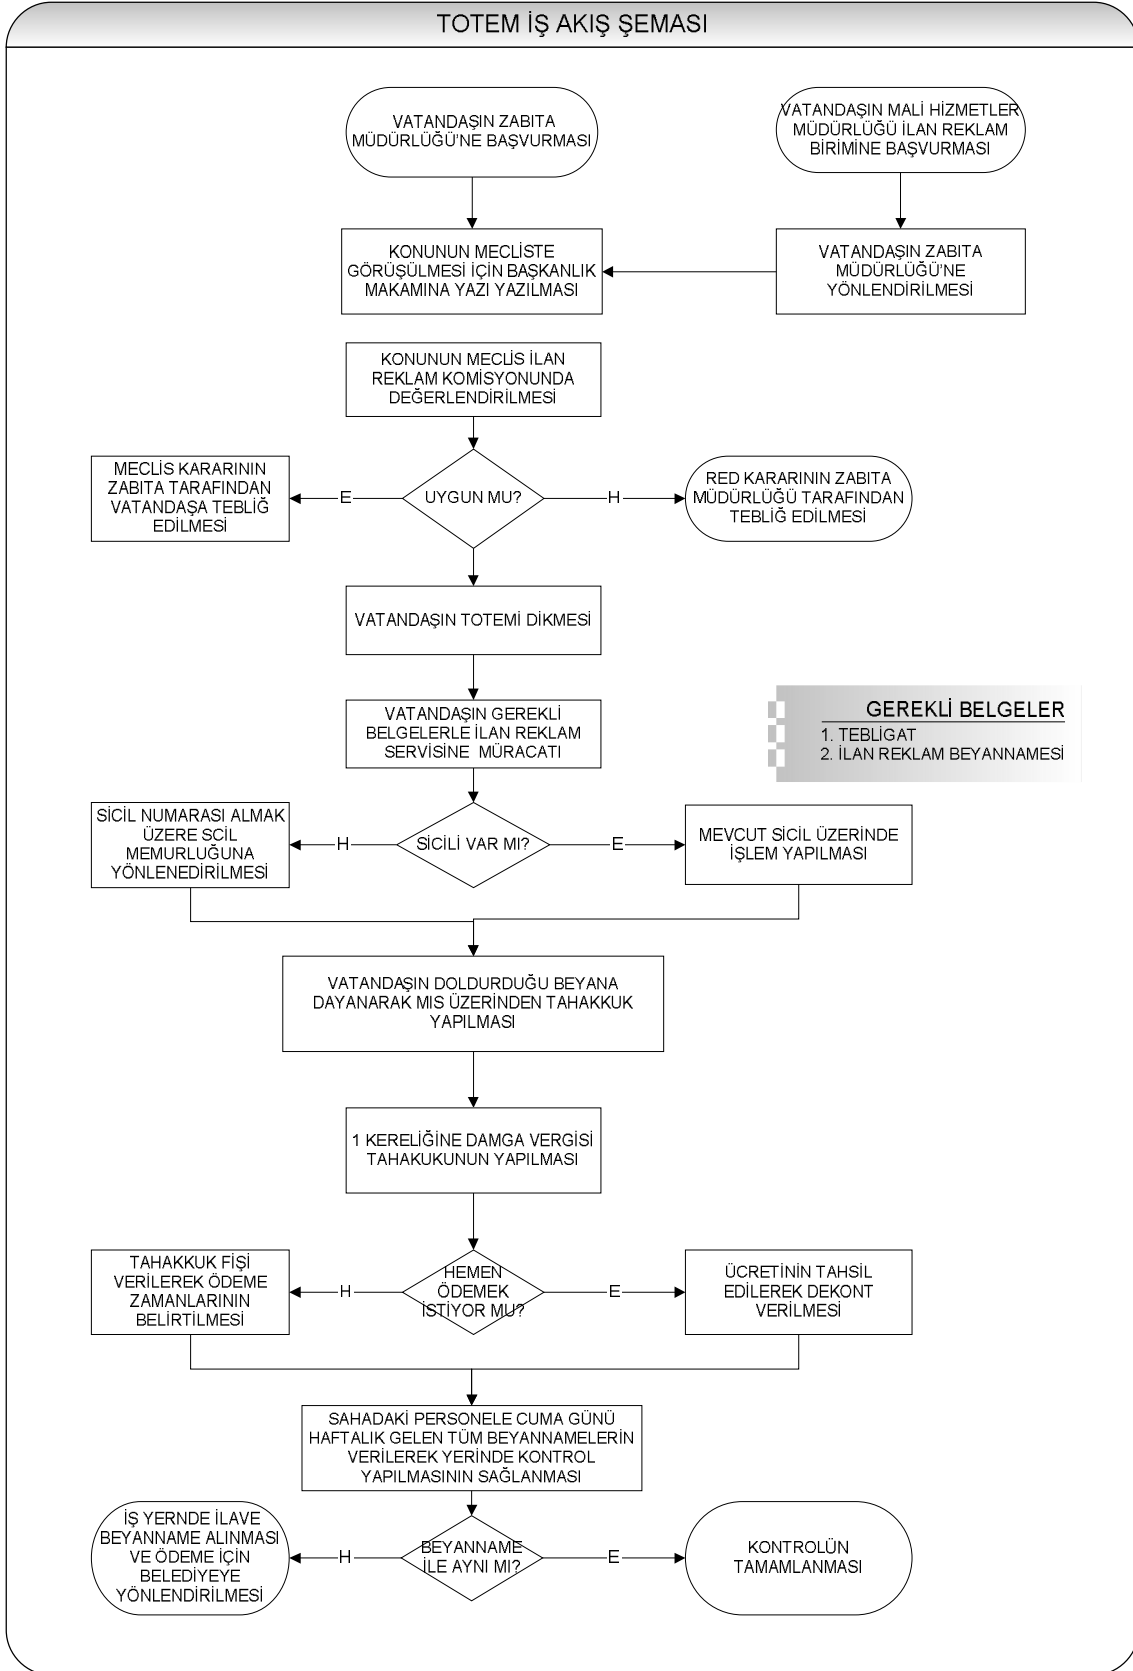 TOTEM İŞ AKIŞ ŞEMASI
VATANDAŞIN ZABITA
MÜDÜRLÜĞÜ'NE BAŞVURMASI
VATANDAŞIN MALİ HİZMETLER
MÜDÜRLÜĞÜ İLAN REKLAM
BİRİMİNE BAŞVURMASI
KONUNUN MECLİSTE
GÖRÜŞÜLMESİ İÇİN BAŞKANLIK
MAKAMINA YAZI YAZILMASI
VATANDAŞIN ZABITA
MÜDÜRLÜĞÜ'NE
YÖNLENDİRİLMESİ
KONUNUN MECLİS İLAN
REKLAM KOMİSYONUNDA
DEĞERLENDİRİLMESİ
MECLİS KARARININ
ZABITA TARAFINDAN
VATANDAŞA TEBLİĞ
EDİLMESİ
E
UYGUN MU?
H
RED KARARININ ZABITA
MÜDÜRLÜĞÜ TARAFINDAN
TEBLİĞ EDİLMESİ
VATANDAŞIN TOTEMİ DİKMESİ
VATANDAŞIN GEREKLİ
BELGELERLE İLAN REKLAM
SERVİSİNE MÜRACATI
GEREKLİ BELGELER
1. TEBLİGAT
2. İLAN REKLAM BEYANNAMESİ
SİCİL NUMARASI ALMAK
ÜZERE SCİL
MEMURLUĞUNA
YÖNLENEDİRİLMESİ
H
SİCİLİ VAR MI?
E
MEVCUT SİCİL ÜZERİNDE
İŞLEM YAPILMASI
VATANDAŞIN DOLDURDUĞU BEYANA
DAYANARAK MIS ÜZERİNDEN TAHAKKUK
YAPILMASI
1 KERELİĞİNE DAMGA VERGİSİ
TAHAKUKUNUN YAPILMASI
TAHAKKUK FİŞİ
VERİLEREK ÖDEME
ZAMANLARININ
BELİRTİLMESİ
H
HEMEN
ÖDEMEK
İSTİYOR MU?
E
ÜCRETİNİN TAHSİL
EDİLEREK DEKONT
VERİLMESİ
SAHADAKİ PERSONELE CUMA GÜNÜ
HAFTALIK GELEN TÜM BEYANNAMELERİN
VERİLEREK YERİNDE KONTROL
YAPILMASININ SAĞLANMASI
İŞ YERNDE İLAVE
BEYANNAME ALINMASI
VE ÖDEME İÇİN
BELEDİYEYE
YÖNLENDİRİLMESİ
H
BEYANNAME
İLE AYNI MI?
E
KONTROLÜN
TAMAMLANMASI